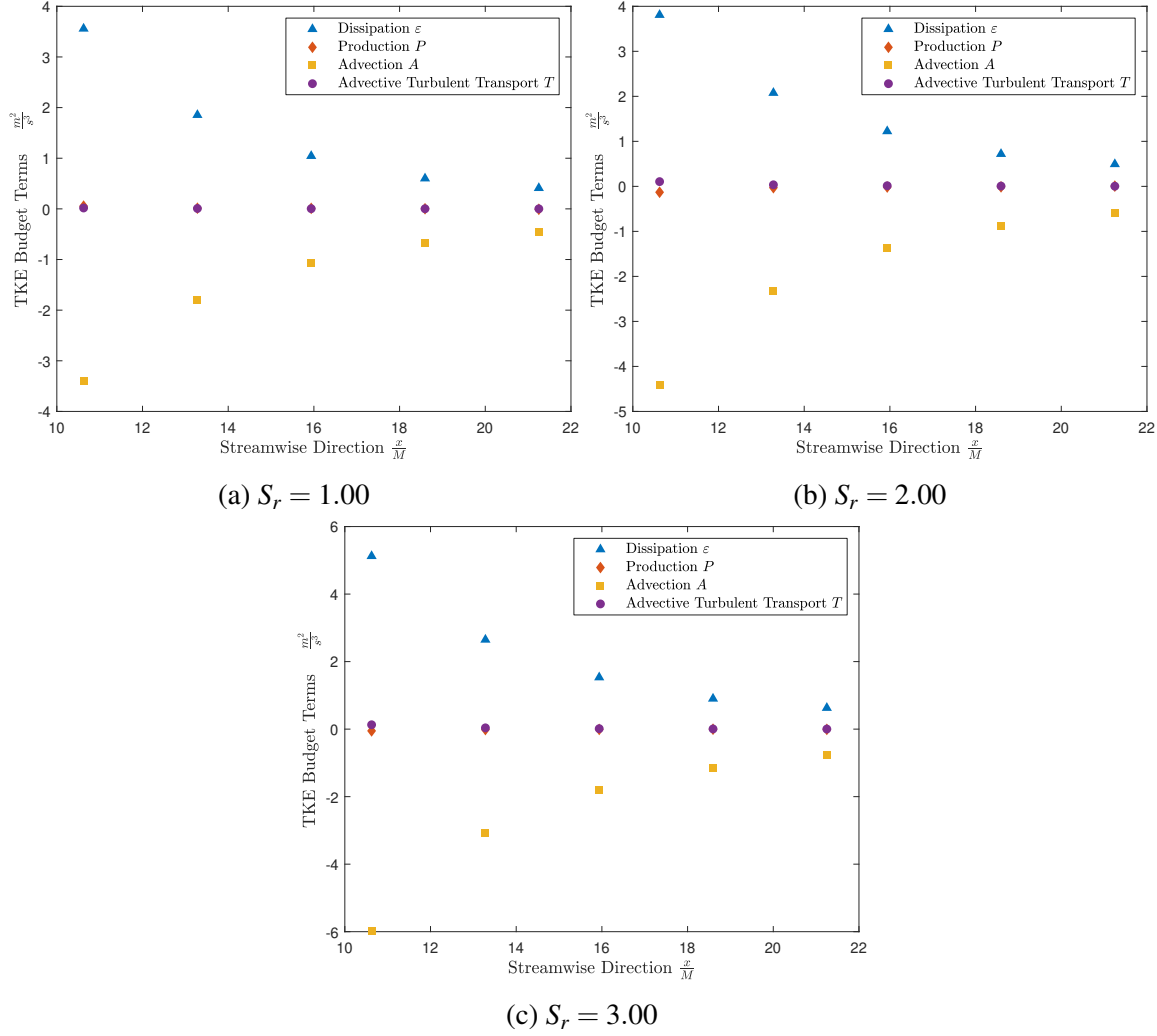 4
3
2
1
0
-1
-2
-3
-4
10 12 14 16 18 20 22
TKE Budget Terms m²/s³
Streamwise Direction x/M
Dissipation ε
Production P
Advection A
Advective Turbulent Transport T
(a) S_r = 1.00
4
3
2
1
0
-1
-2
-3
-4
-5
10 12 14 16 18 20 22
TKE Budget Terms m²/s³
Streamwise Direction x/M
Dissipation ε
Production P
Advection A
Advective Turbulent Transport T
(b) S_r = 2.00
6
4
2
0
-2
-4
-6
10 12 14 16 18 20 22
TKE Budget Terms m²/s³
Streamwise Direction x/M
Dissipation ε
Production P
Advection A
Advective Turbulent Transport T
(c) S_r = 3.00